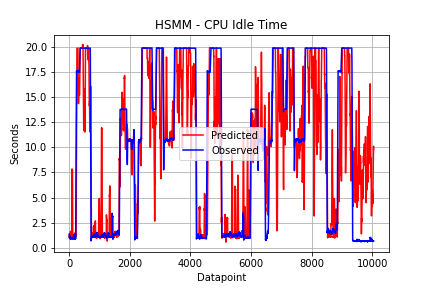 HSMM - CPU Idle Time
20.0
17.5
15.0
12.5
10.0
7.5
5.0
2.5
0.0
Seconds
Predicted
Observed
0 2000 4000 6000 8000 10000
Datapoint